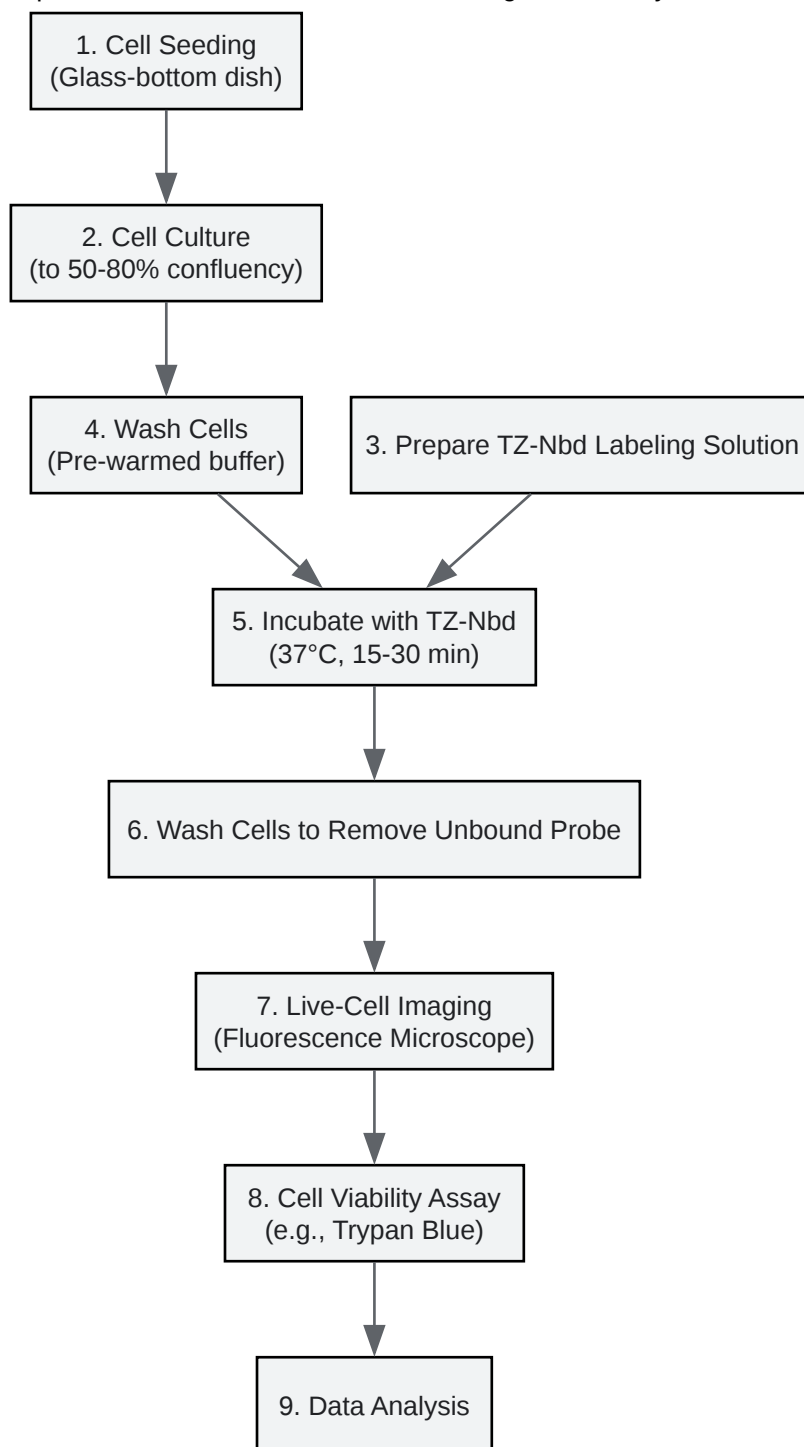 1. Cell Seeding
(Glass-bottom dish)
2. Cell Culture
(to 50-80% confluency)
4. Wash Cells
(Pre-warmed buffer)
3. Prepare TZ-Nbd Labeling Solution
5. Incubate with TZ-Nbd
(37°C, 15-30 min)
6. Wash Cells to Remove Unbound Probe
7. Live-Cell Imaging
(Fluorescence Microscope)
8. Cell Viability Assay
(e.g., Trypan Blue)
9. Data Analysis